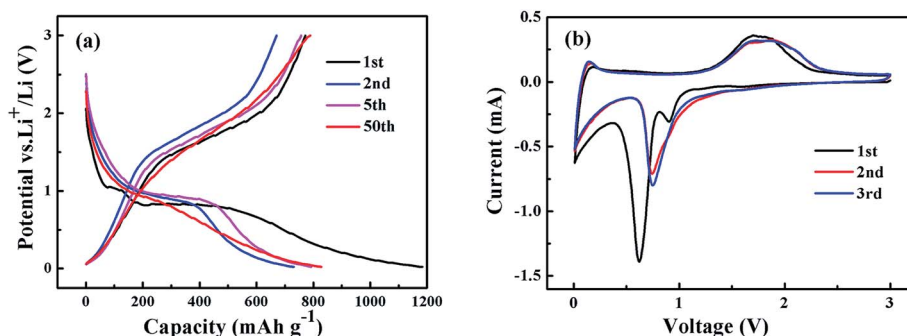 (a)
1st
2nd
5th
50th
Potential vs.Li+/Li (V)
3
2
1
0
0 200 400 600 800 1000 1200
Capacity (mAh g-1)
(b)
1st
2nd
3rd
Current (mA)
0.5
0.0
-0.5
-1.0
-1.5
0 1 2 3
Voltage (V)